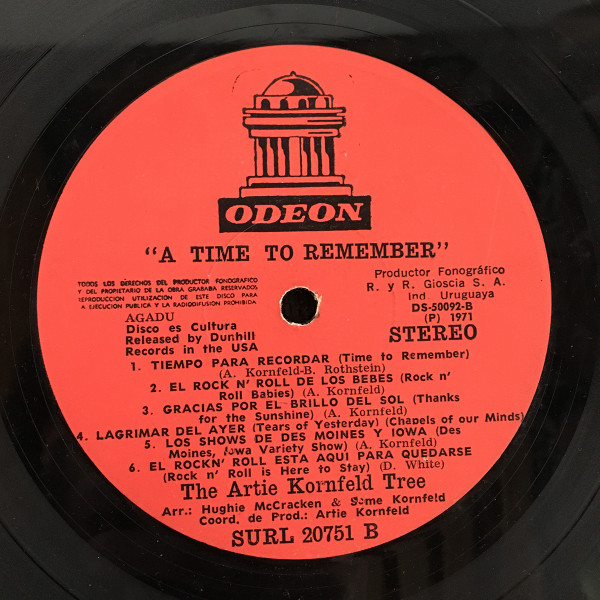 ODEON
"A TIME TO REMEMBER"
TODOS LOS DERECHOS DEL PRODUCTOR FONOGRAFICO
Y DEL PROPIETARIO DE LA OBRA GRABADA RESERVADOS
REPRODUCCION UTILIZACION DE ESTE DISCO PARA
A EJECUCION PUBLICA Y LA RADIODIFUSION PROHIBIDA
Productor Fonográfico
R. y R. Gioscia S. A.
Ind. Uruguaya
DS-50092-B
(P) 1971
STEREO
AGADU
Disco es Cultura
Released by Dunhill
Records in the USA
1. TIEMPO PARA RECORDAR (Time to Remember)
(A. Kornfeld-B. Rothstein)
2. EL ROCK N' ROLL DE LOS BEBES (Rock n'
Roll Babies) (A. Kornfeld)
3. GRACIAS POR EL BRILLO DEL SOL (Thanks
for the Sunshine) (A. Kornfeld)
4. LAGRIMAR DEL AYER (Tears of Yesterday) (Chapels of our Minds)
5. LOS SHOWS DE DES MOINES Y IOWA (Des
Moines, Iowa Variety Show) (A. Kornfeld)
6. EL ROCKN' ROLL ESTA AQUI PARA QUEDARSE
(Rock n' Roll is Here to Stay) (D. White)
The Artie Kornfeld Tree
Arr.: Hughie McCracken & Some Kornfeld
Coord. de Prod.: Artie Kornfeld
SURL 20751 B